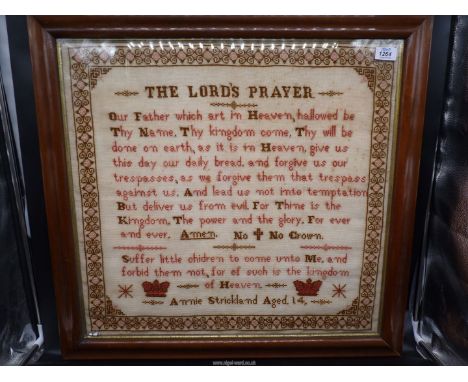 1264
THE LORD'S PRAYER
Our Father which art in Heaven, hallowed be
Thy Name, Thy kingdom come, Thy will be
done on earth, as it is in Heaven, give us
this day our daily bread. and forgive us our
trespasses, as we forgive them that trespass
against us. And lead us not into temptation
But deliver us from evil. For Thine is the
Kingdom, The power and the glory. For ever
and ever. Amen. No ✝ No Crown.
Suffer little children to come unto Me, and
forbid them not, for of such is the kingdom
of Heaven.
Annie Strickland Aged, 14,